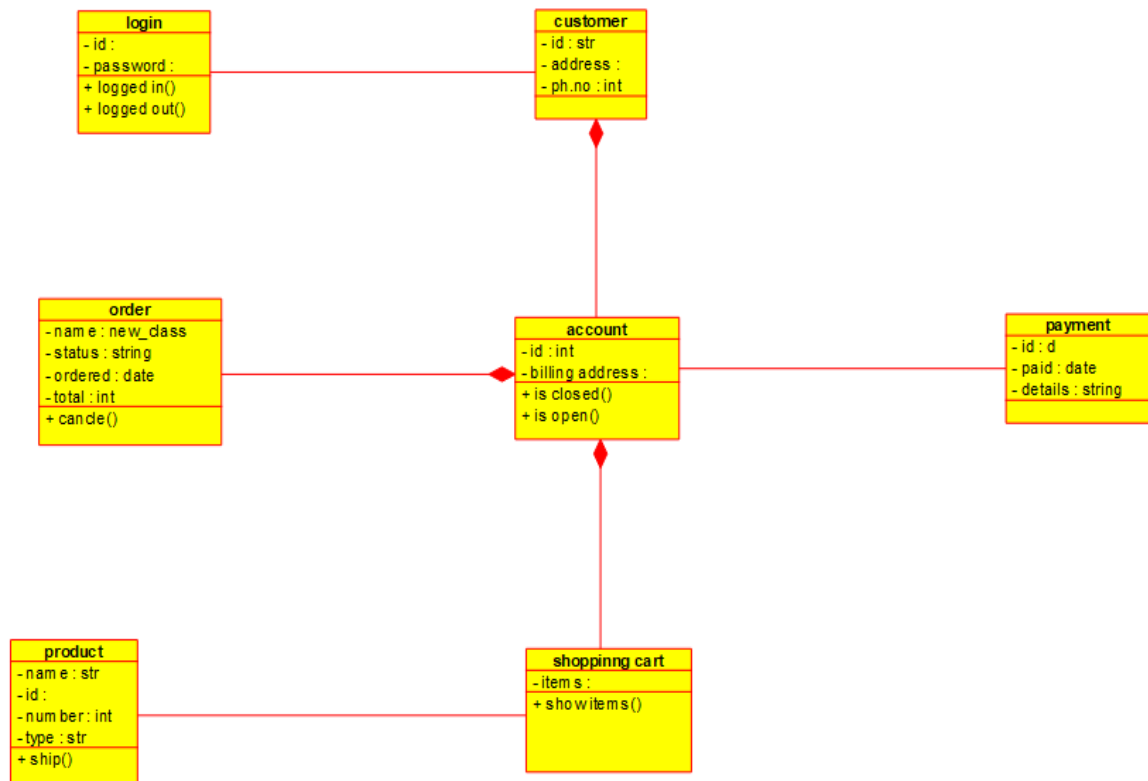 login
- id :
- password :
+ logged in()
+ logged out()
customer
- id : str
- address :
- ph.no : int
order
- name : new_class
- status : string
- ordered : date
- total : int
+ cancle()
account
- id : int
- billing address :
+ is closed()
+ is open()
payment
- id : d
- paid : date
- details : string
product
- name : str
- id :
- number : int
- type : str
+ ship()
shoppinng cart
- items :
+ show items()